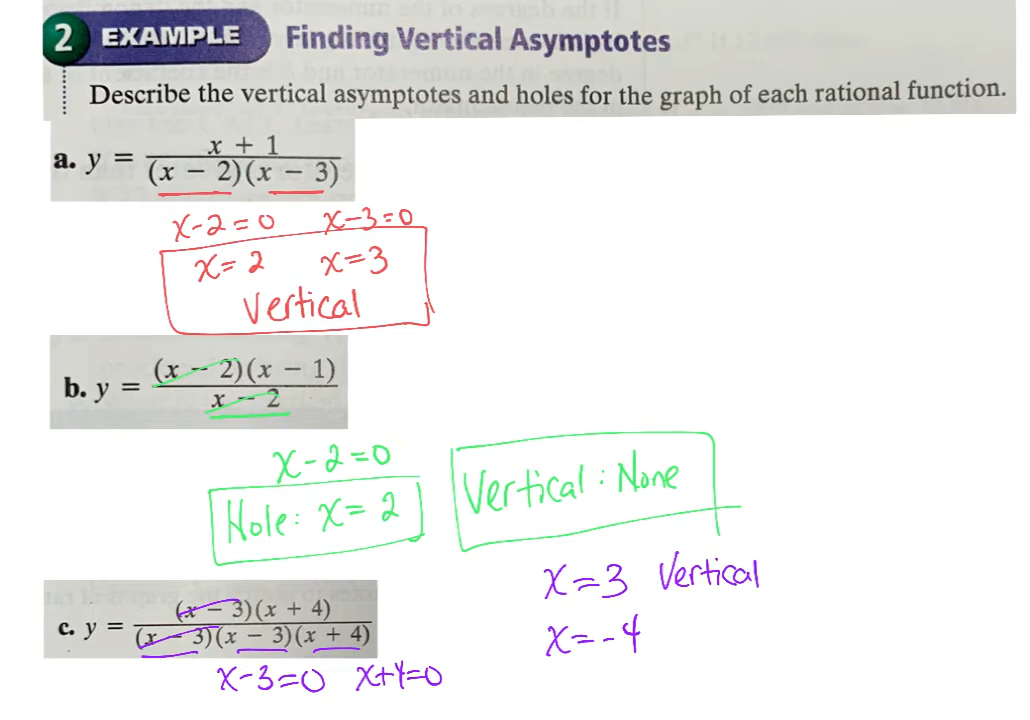 2 EXAMPLE Finding Vertical Asymptotes
Describe the vertical asymptotes and holes for the graph of each rational function.
a. y = (x + 1) / ((x − 2)(x − 3))
x-2=0 x-3=0
x=2 x=3
Vertical
b. y = ((x − 2)(x − 1)) / (x − 2)
x-2=0
Hole: x=2
Vertical: None
x=3 Vertical
x=-4
c. y = ((x − 3)(x + 4)) / ((x − 3)(x − 3)(x + 4))
x-3=0 x+4=0